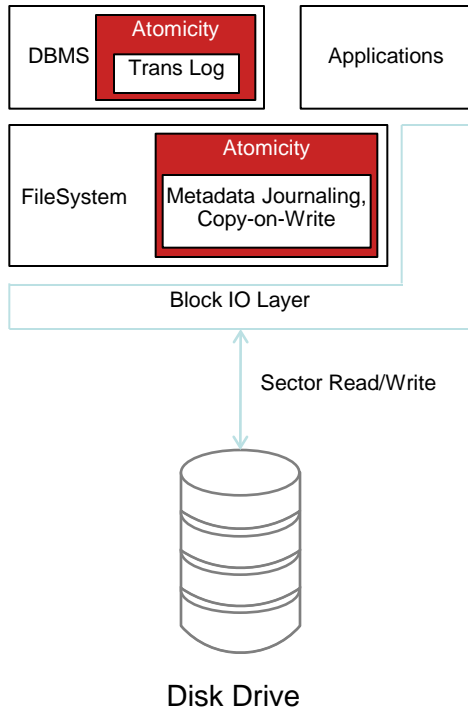 Atomicity
DBMS
Trans Log
Applications
Atomicity
FileSystem
Metadata Journaling,
Copy-on-Write
Block IO Layer
Sector Read/Write
Disk Drive